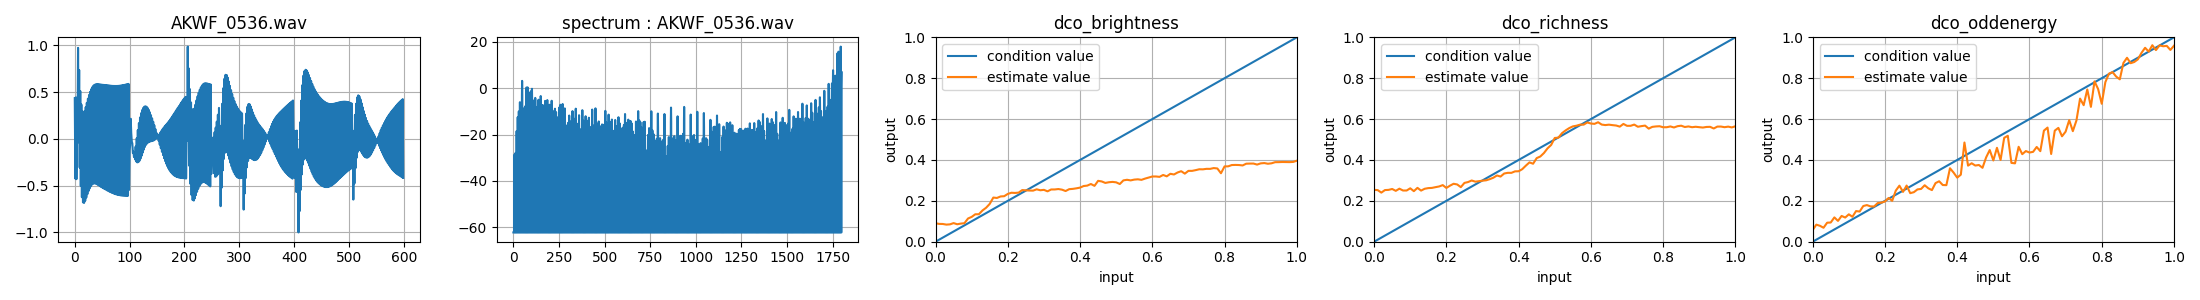 AKWF_0536.wav
1.0
0.5
0.0
−0.5
−1.0
0 100 200 300 400 500 600
spectrum : AKWF_0536.wav
20
0
−20
−40
−60
0 250 500 750 1000 1250 1500 1750
dco_brightness
condition value
estimate value
output
1.0
0.8
0.6
0.4
0.2
0.0
0.0 0.2 0.4 0.6 0.8 1.0
input
dco_richness
condition value
estimate value
output
1.0
0.8
0.6
0.4
0.2
0.0
0.0 0.2 0.4 0.6 0.8 1.0
input
dco_oddenergy
condition value
estimate value
output
1.0
0.8
0.6
0.4
0.2
0.0
0.0 0.2 0.4 0.6 0.8 1.0
input